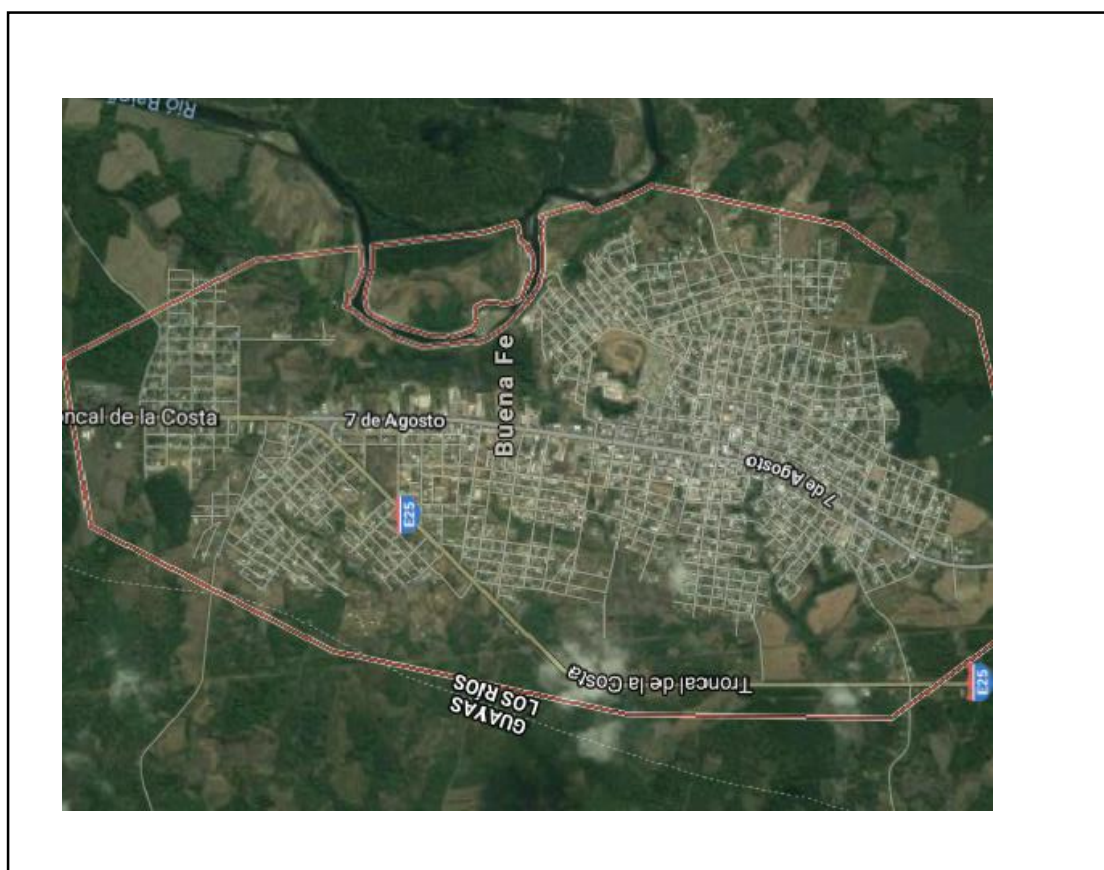 Rió
oncal de la Costa
7 de Agosto
Buena Fe
7 de Agosto
E25
Troncal de la Costa
E25
LOS RÍOS
GUAYAS